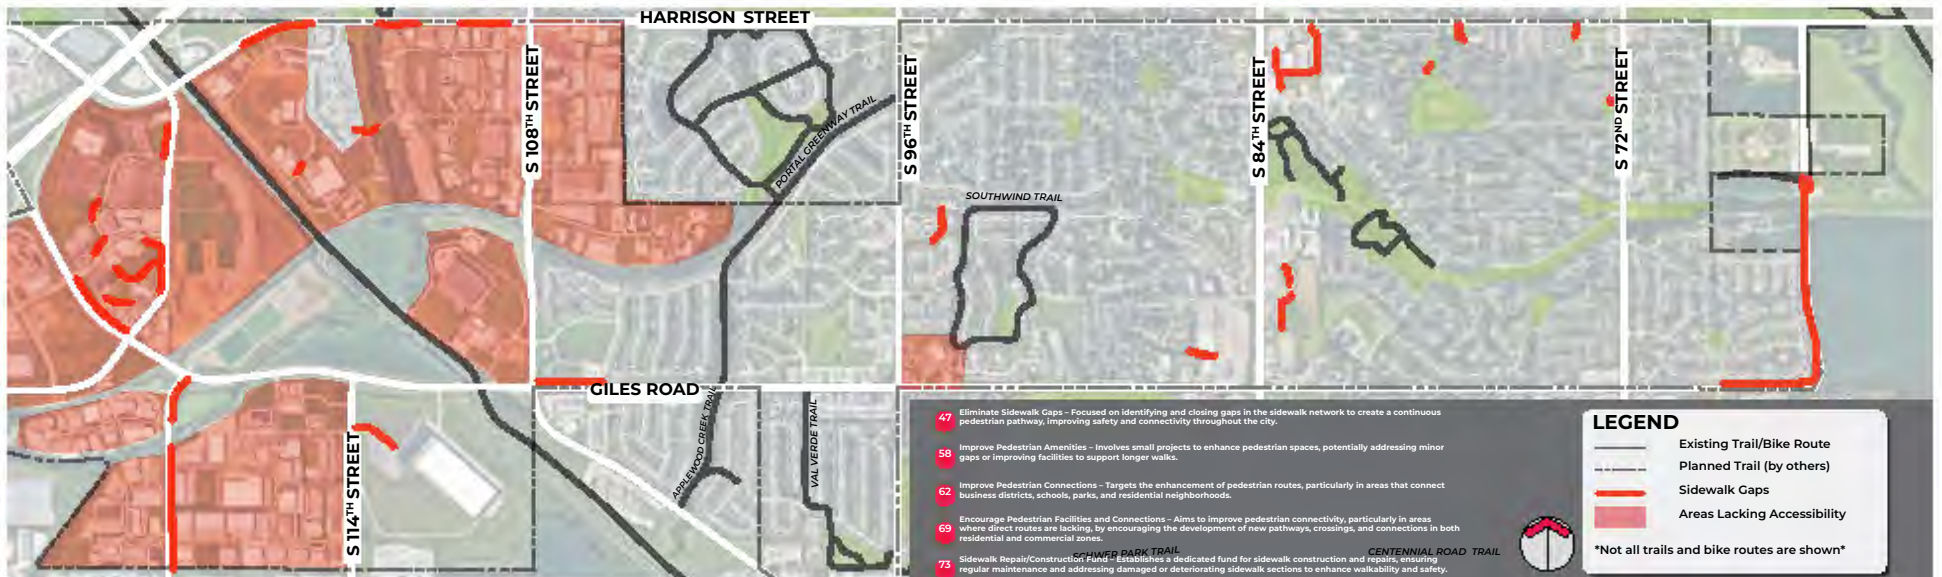 HARRISON STREET
S 108TH STREET
S 96TH STREET
S 84TH STREET
S 72ND STREET
PORTAL GREENWAY TRAIL
SOUTHWIND TRAIL
GILES ROAD
S 114TH STREET
APPLEWOOD CREEK TRAIL
VAL VERDE TRAIL
47 Eliminate Sidewalk Gaps – Focused on identifying and closing gaps in the sidewalk network to create a continuous
pedestrian pathway, improving safety and connectivity throughout the city.
58 Improve Pedestrian Amenities – Involves small projects to enhance pedestrian spaces, potentially addressing minor
gaps or improving facilities to support longer walks.
62 Improve Pedestrian Connections – Targets the enhancement of pedestrian routes, particularly in areas that connect
business districts, schools, parks, and residential neighborhoods.
69 Encourage Pedestrian Facilities and Connections – Aims to improve pedestrian connectivity, particularly in areas
where direct routes are lacking, by encouraging the development of new pathways, crossings, and connections in both
residential and commercial zones.
SCHWER PARK TRAIL
CENTENNIAL ROAD TRAIL
73 Sidewalk Repair/Construction Fund – Establishes a dedicated fund for sidewalk construction and repairs, ensuring
regular maintenance and addressing damaged or deteriorating sidewalk sections to enhance walkability and safety.
LEGEND
Existing Trail/Bike Route
Planned Trail (by others)
Sidewalk Gaps
Areas Lacking Accessibility
*Not all trails and bike routes are shown*